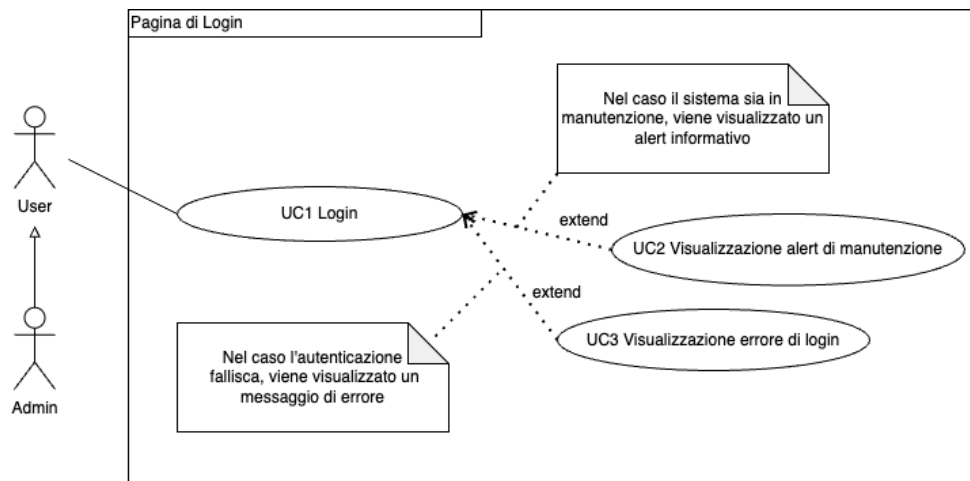 Pagina di Login
Nel caso il sistema sia in
manutenzione, viene visualizzato un
alert informativo
User
UC1 Login
extend
UC2 Visualizzazione alert di manutenzione
extend
UC3 Visualizzazione errore di login
Nel caso l'autenticazione
fallisca, viene visualizzato un
messaggio di errore
Admin